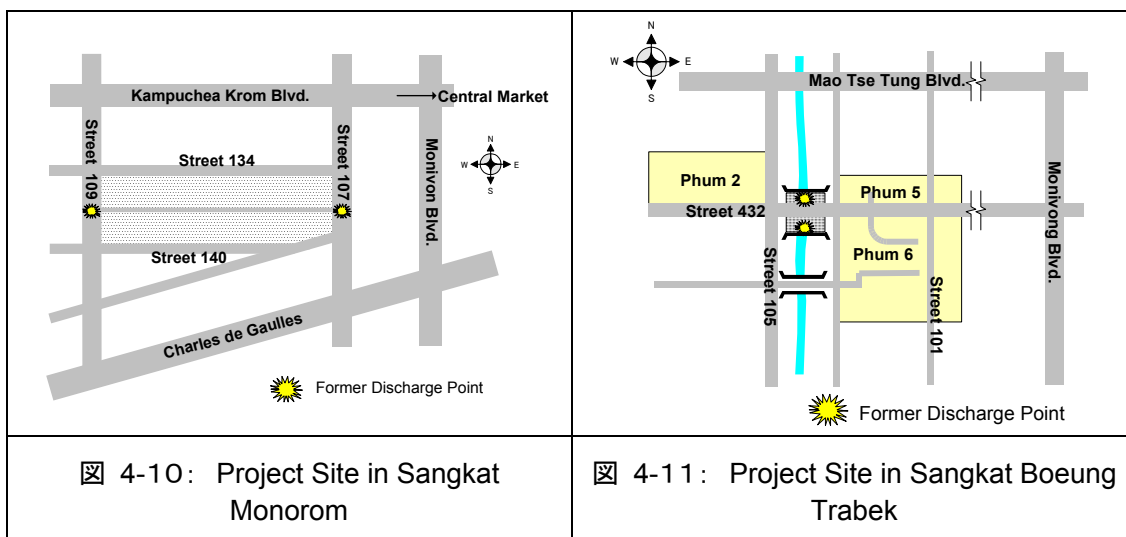 N
W E
S
Kampuchea Krom Blvd.
Central Market
Street 109
Street 134
Street 107
Monivon Blvd.
N
W E
S
Street 140
Charles de Gaulles
Former Discharge Point
N
W E
S
Mao Tse Tung Blvd.
Phum 2
Phum 5
Street 432
Phum 6
Street 105
Street 101
Monivong Blvd.
Former Discharge Point
図 4-10: Project Site in Sangkat
Monorom
図 4-11: Project Site in Sangkat Boeung
Trabek